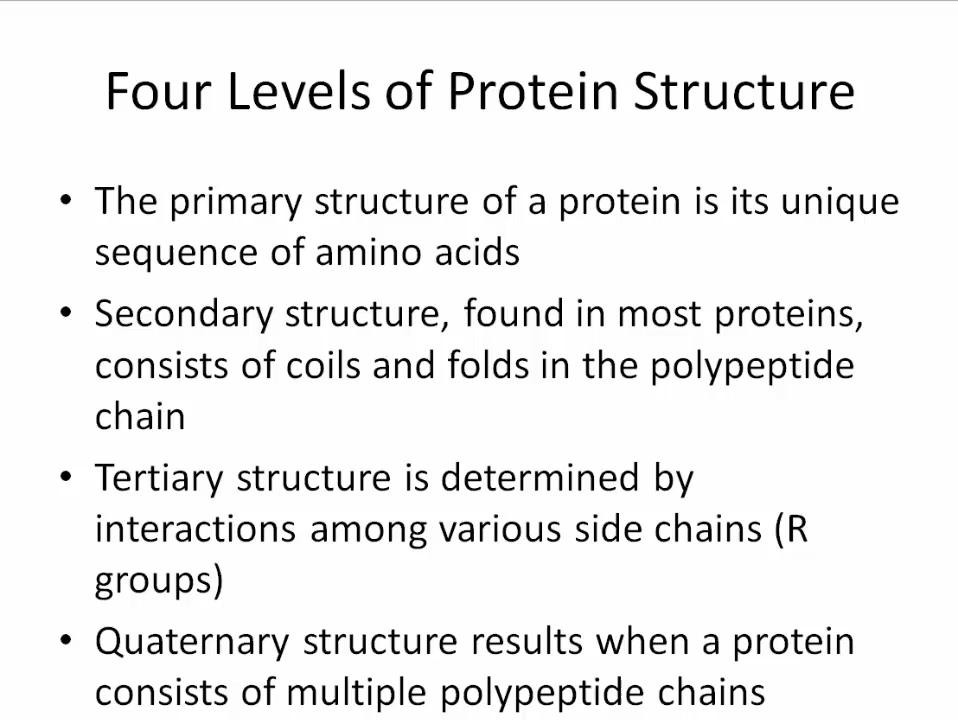 Four Levels of Protein Structure
• The primary structure of a protein is its unique
sequence of amino acids
• Secondary structure, found in most proteins,
consists of coils and folds in the polypeptide
chain
• Tertiary structure is determined by
interactions among various side chains (R
groups)
• Quaternary structure results when a protein
consists of multiple polypeptide chains